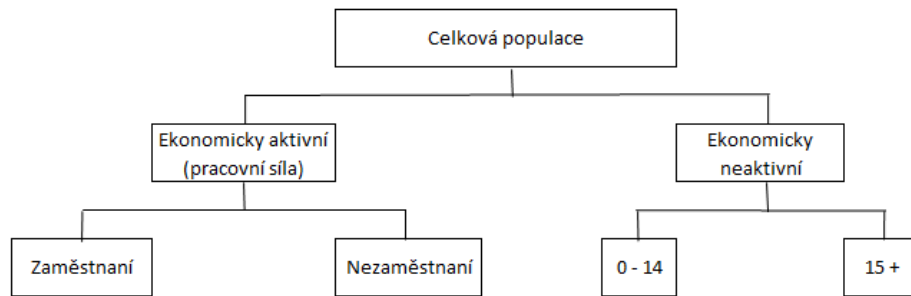 Celková populace
Ekonomicky aktivní
(pracovní síla)
Ekonomicky
neaktivní
Zaměstnaní
Nezaměstnaní
0 - 14
15 +